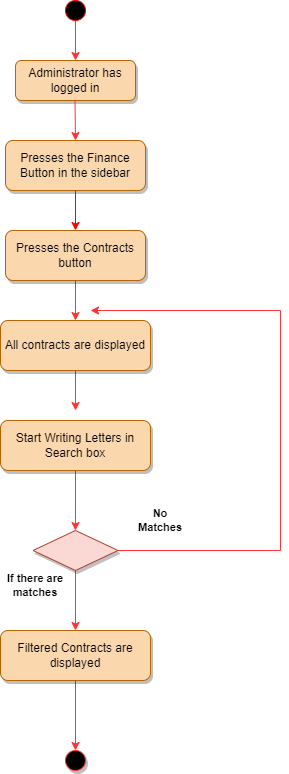 Administrator has
logged in
Presses the Finance
Button in the sidebar
Presses the Contracts
button
All contracts are displayed
Start Writing Letters in
Search box
No
Matches
If there are
matches
Filtered Contracts are
displayed